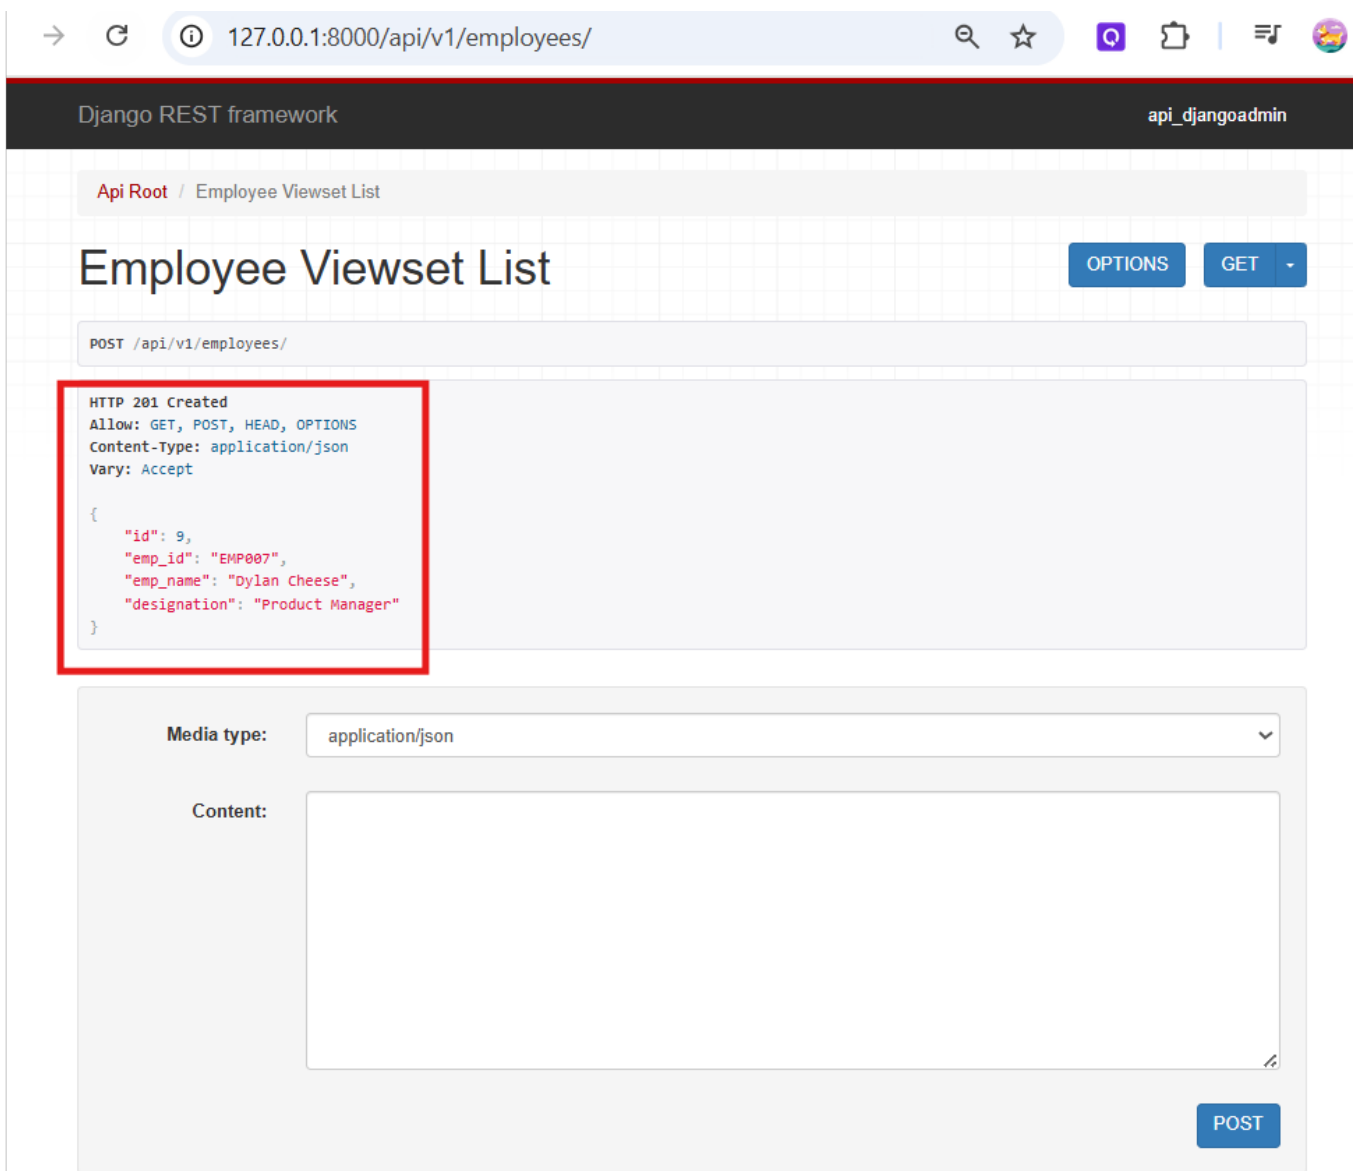 127.0.0.1:8000/api/v1/employees/
Django REST framework
api_djangoadmin
Api Root / Employee Viewset List
Employee Viewset List
OPTIONS
GET
POST /api/v1/employees/
HTTP 201 Created
Allow: GET, POST, HEAD, OPTIONS
Content-Type: application/json
Vary: Accept
{
"id": 9,
"emp_id": "EMP007",
"emp_name": "Dylan Cheese",
"designation": "Product Manager"
}
Media type:
application/json
Content:
POST